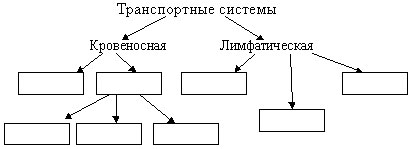 Транспортные системы
Кровеносная Лимфатическая